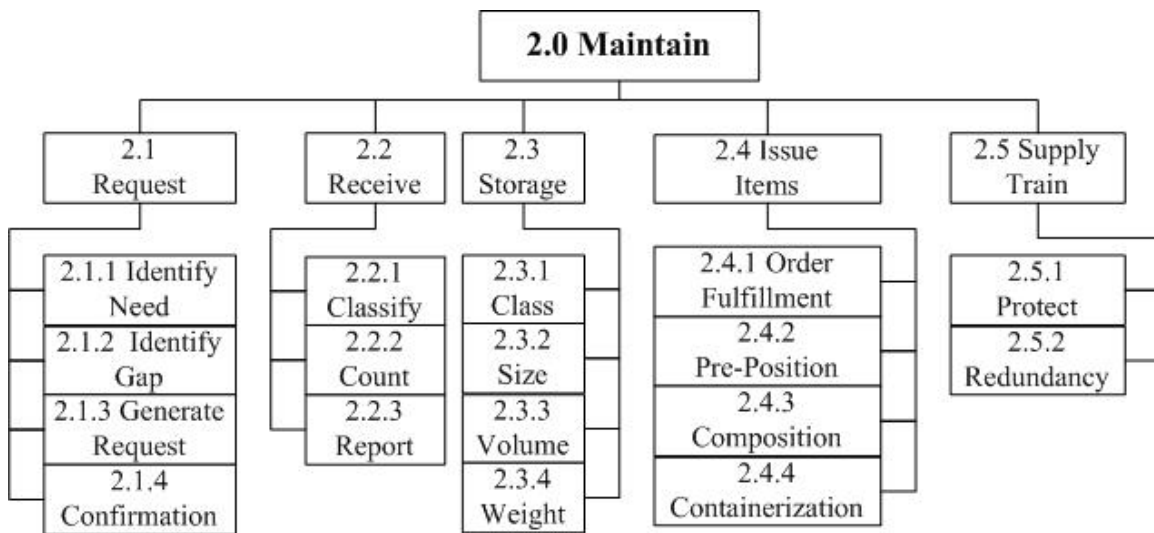 2.0 Maintain
2.1
Request
2.2
Receive
2.3
Storage
2.4 Issue
Items
2.5 Supply
Train
2.1.1 Identify
Need
2.1.2 Identify
Gap
2.1.3 Generate
Request
2.1.4
Confirmation
2.2.1
Classify
2.2.2
Count
2.2.3
Report
2.3.1
Class
2.3.2
Size
2.3.3
Volume
2.3.4
Weight
2.4.1 Order
Fulfillment
2.4.2
Pre-Position
2.4.3
Composition
2.4.4
Containerization
2.5.1
Protect
2.5.2
Redundancy